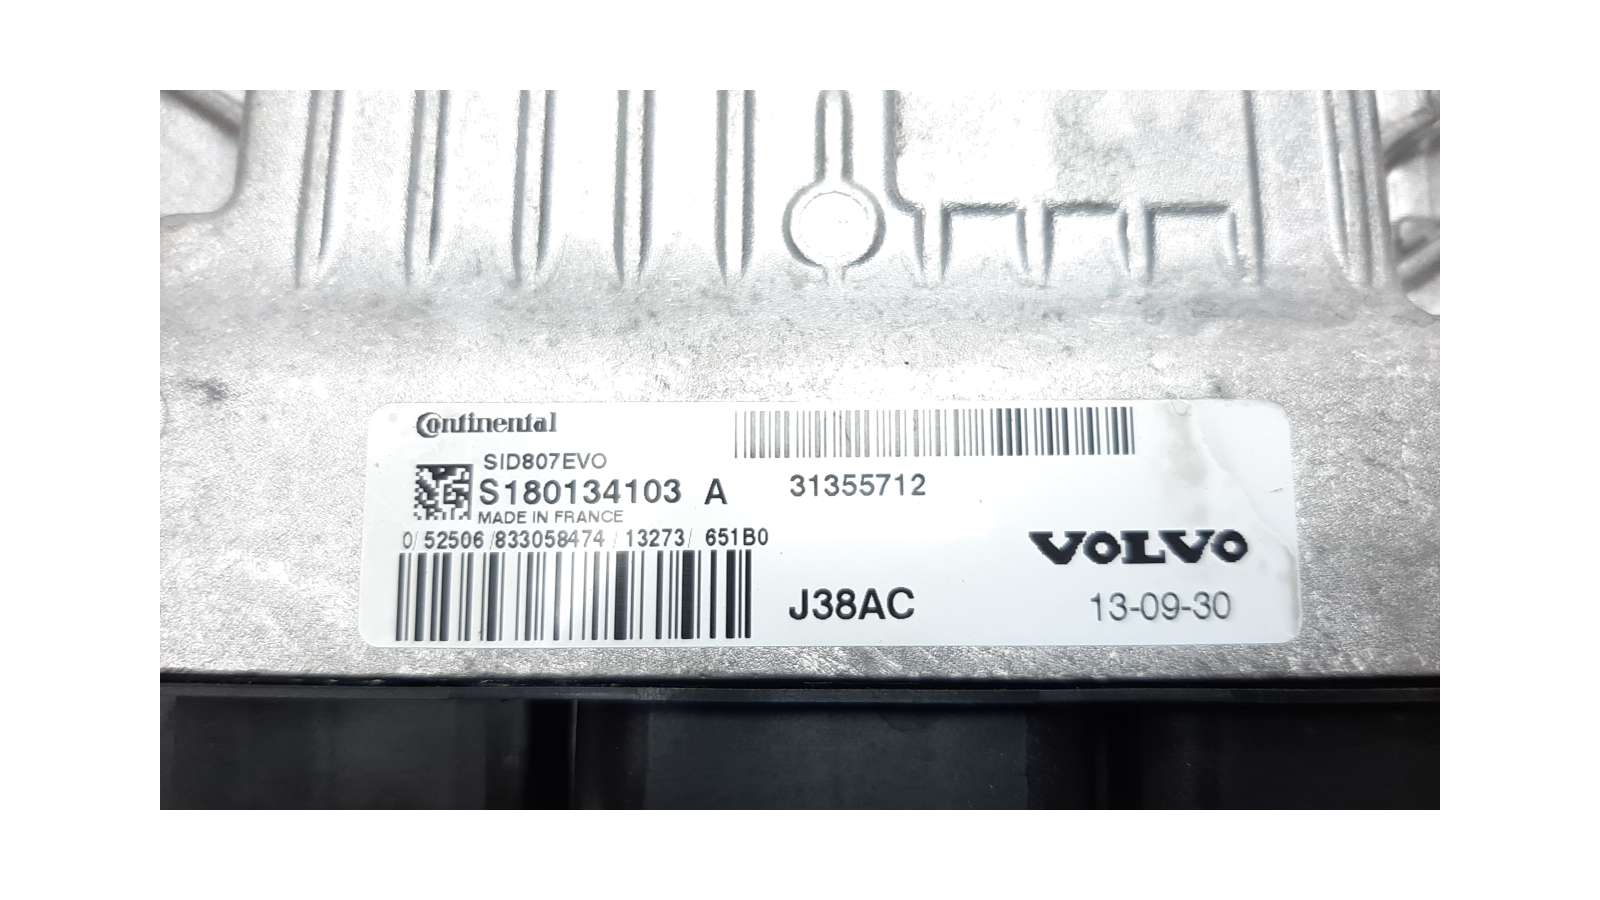 Continental
SID807EVO
S180134103 A
MADE IN FRANCE
0/ 52506 /833058474 / 13273/ 651B0
31355712
VOLVO
J38AC
13-09-30